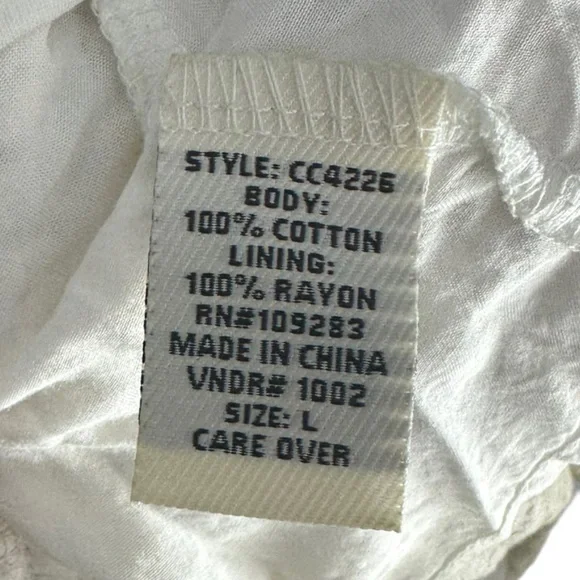 STYLE: CC4226
BODY:
100% COTTON
LINING:
100% RAYON
RN#109283
MADE IN CHINA
VNDR# 1002
SIZE: L
CARE OVER